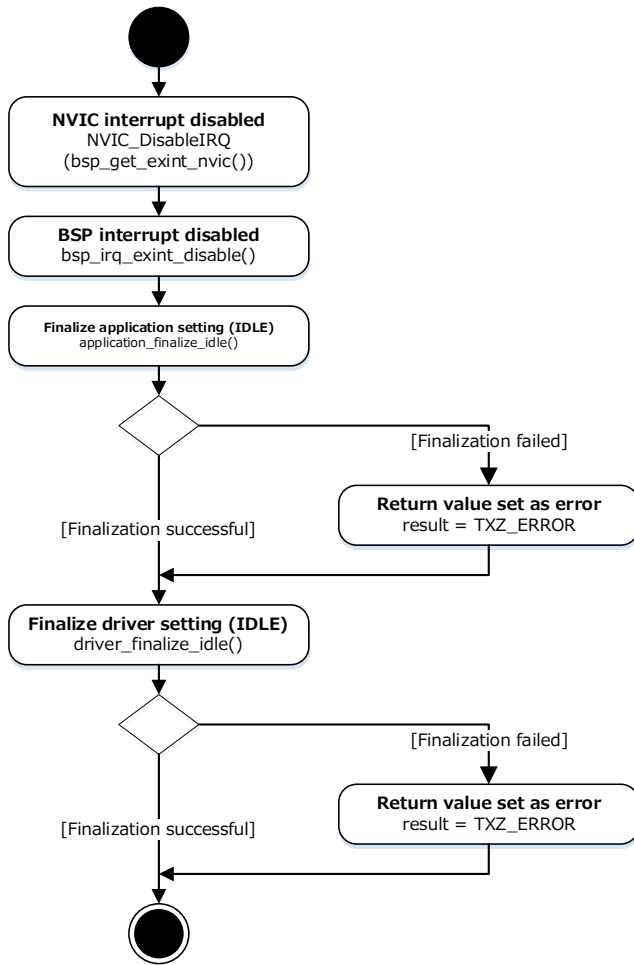 NVIC interrupt disabled
NVIC_DisableIRQ
(bsp_get_exint_nvic())
BSP interrupt disabled
bsp_irq_exint_disable()
Finalize application setting (IDLE)
application_finalize_idle()
[Finalization failed]
Return value set as error
result = TXZ_ERROR
[Finalization successful]
Finalize driver setting (IDLE)
driver_finalize_idle()
[Finalization failed]
Return value set as error
result = TXZ_ERROR
[Finalization successful]